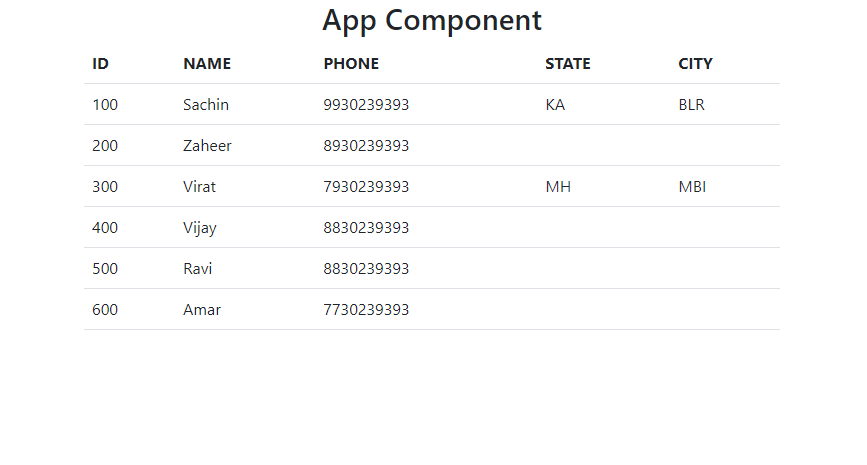 App Component
ID NAME PHONE STATE CITY
100 Sachin 9930239393 KA BLR
200 Zaheer 8930239393
300 Virat 7930239393 MH MBI
400 Vijay 8830239393
500 Ravi 8830239393
600 Amar 7730239393